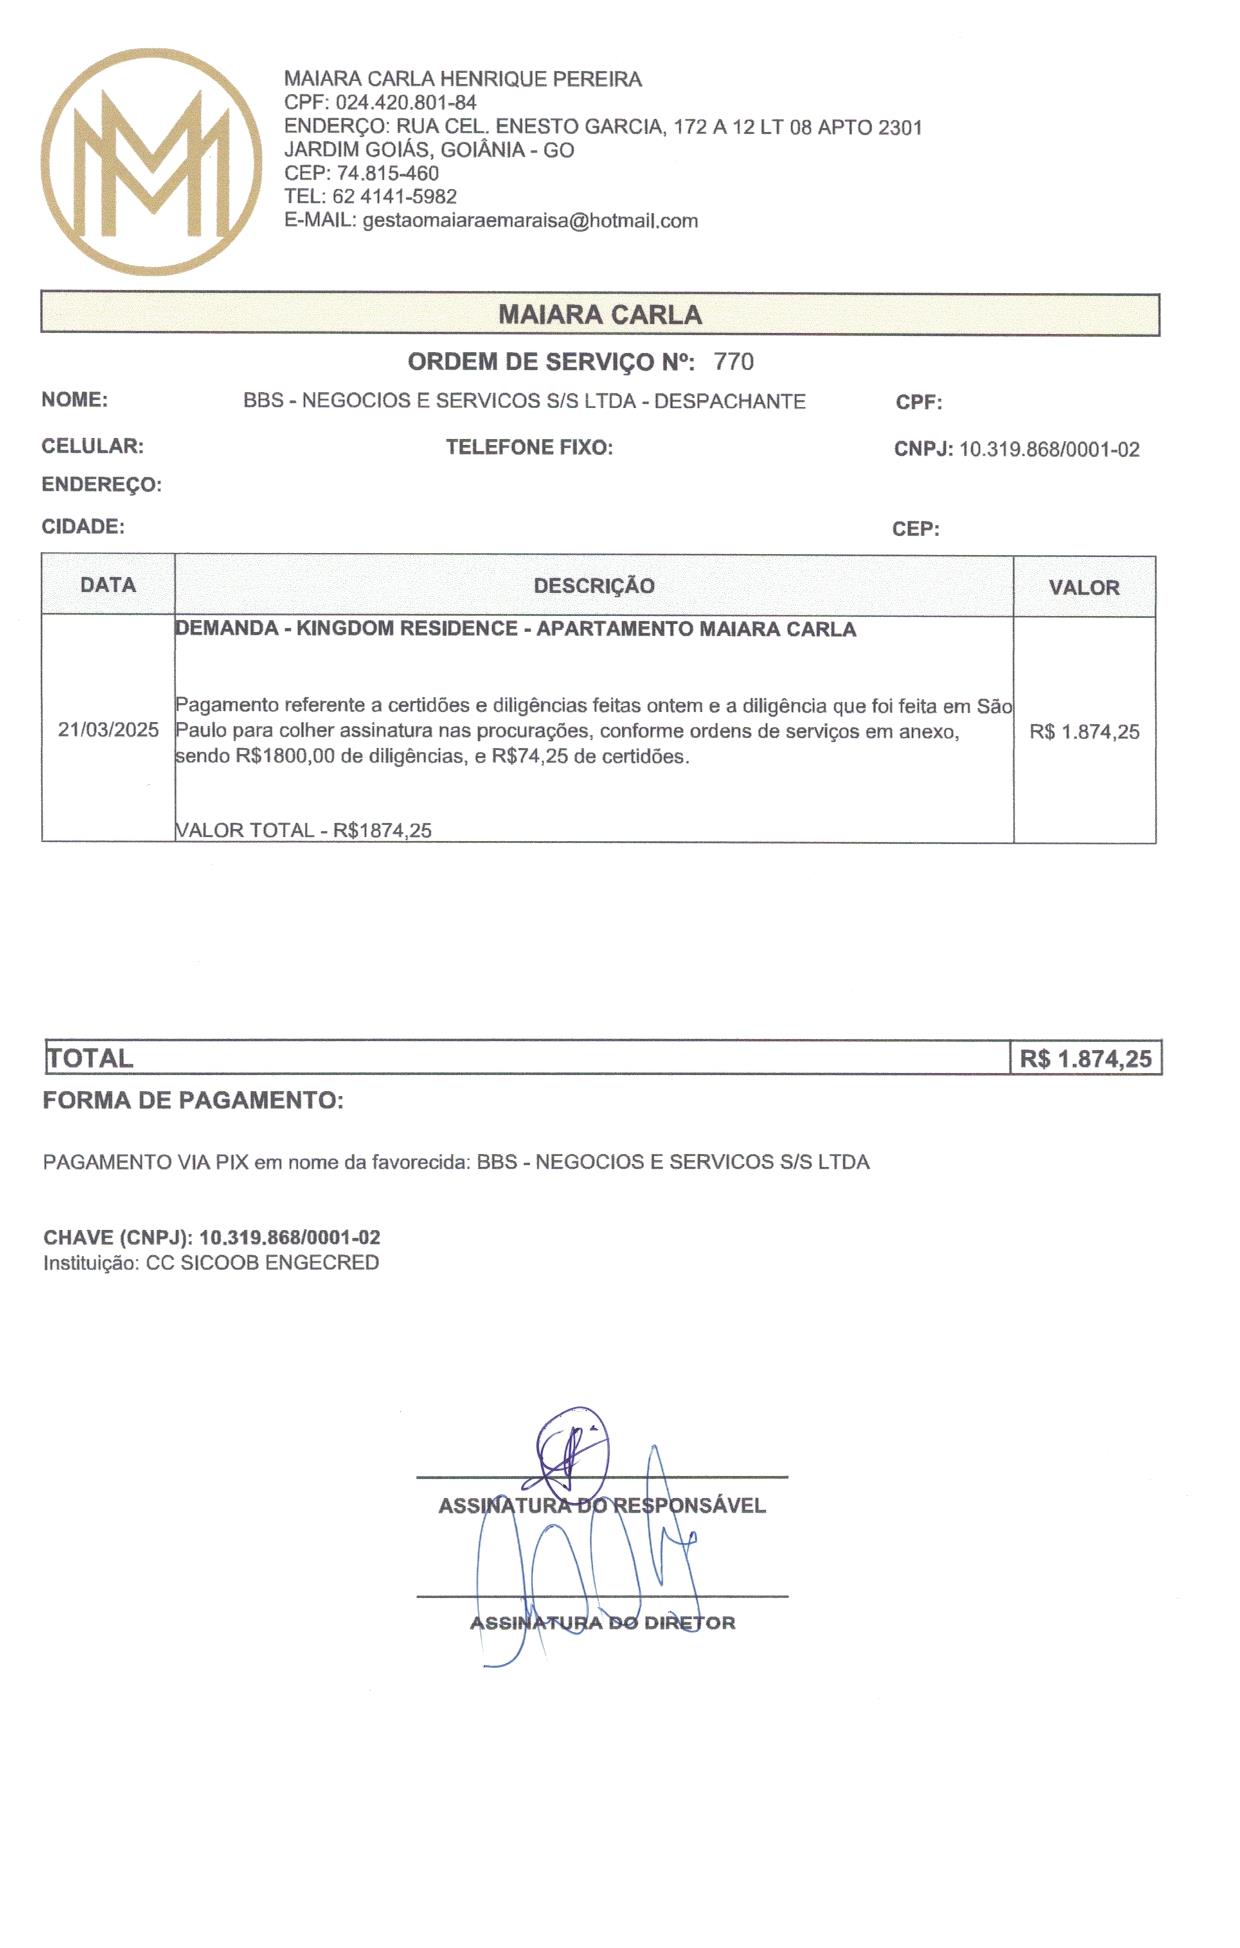 MAIARA CARLA HENRIQUE PEREIRA
CPF: 024.420.801-84
ENDERÇO: RUA CEL. ENESTO GARCIA, 172 A 12 LT 08 APTO 2301
JARDIM GOIÁS, GOIÂNIA - GO
CEP: 74.815-460
TEL: 62 4141-5982
E-MAIL: gestaomaiaraemaraisa@hotmail.com
MAIARA CARLA
ORDEM DE SERVIÇO Nº: 770
NOME: BBS - NEGOCIOS E SERVICOS S/S LTDA - DESPACHANTE CPF:
CELULAR: TELEFONE FIXO: CNPJ: 10.319.868/0001-02
ENDEREÇO:
CIDADE: CEP:
DATA DESCRIÇÃO VALOR
DEMANDA - KINGDOM RESIDENCE - APARTAMENTO MAIARA CARLA
Pagamento referente a certidões e diligências feitas ontem e a diligência que foi feita em São
21/03/2025 Paulo para colher assinatura nas procurações, conforme ordens de serviços em anexo, R$ 1.874,25
sendo R$1800,00 de diligências, e R$74,25 de certidões.
VALOR TOTAL - R$1874,25
TOTAL R$ 1.874,25
FORMA DE PAGAMENTO:
PAGAMENTO VIA PIX em nome da favorecida: BBS - NEGOCIOS E SERVICOS S/S LTDA
CHAVE (CNPJ): 10.319.868/0001-02
Instituição: CC SICOOB ENGECRED
ASSINATURA DO RESPONSÁVEL
ASSINATURA DO DIRETOR